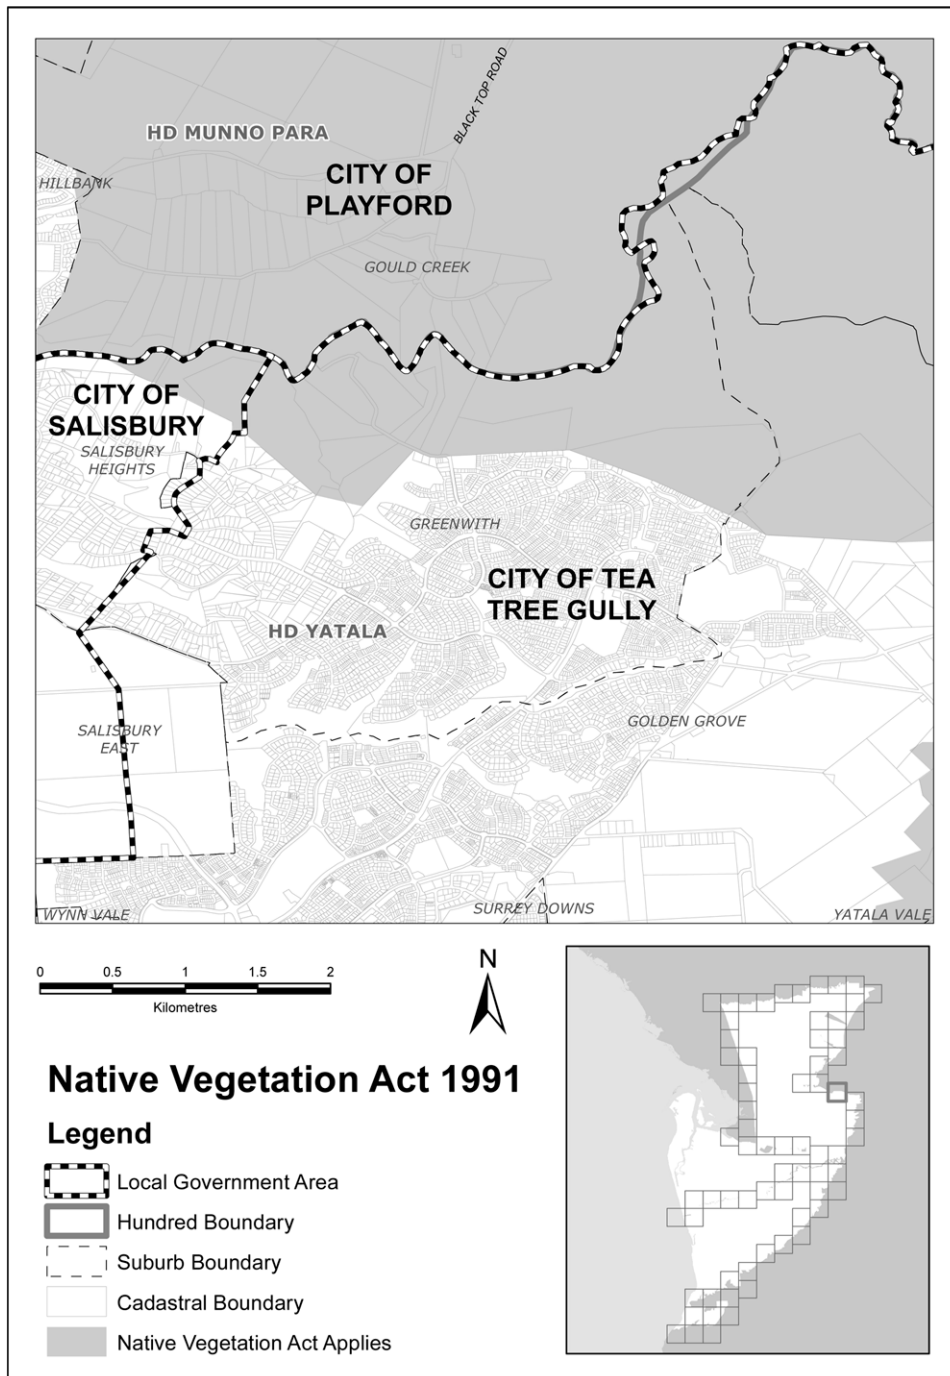 BLACK TOP ROAD
HD MUNNO PARA
CITY OF
PLAYFORD
HILLBANK
GOULD CREEK
CITY OF
SALISBURY
SALISBURY
HEIGHTS
GREENWITH
CITY OF TEA
TREE GULLY
HD YATALA
SALISBURY
EAST
GOLDEN GROVE
WYNN VALE
SURREY DOWNS
YATALA VALE
0 0.5 1 1.5 2
Kilometres
N
Native Vegetation Act 1991
Legend
Local Government Area
Hundred Boundary
Suburb Boundary
Cadastral Boundary
Native Vegetation Act Applies